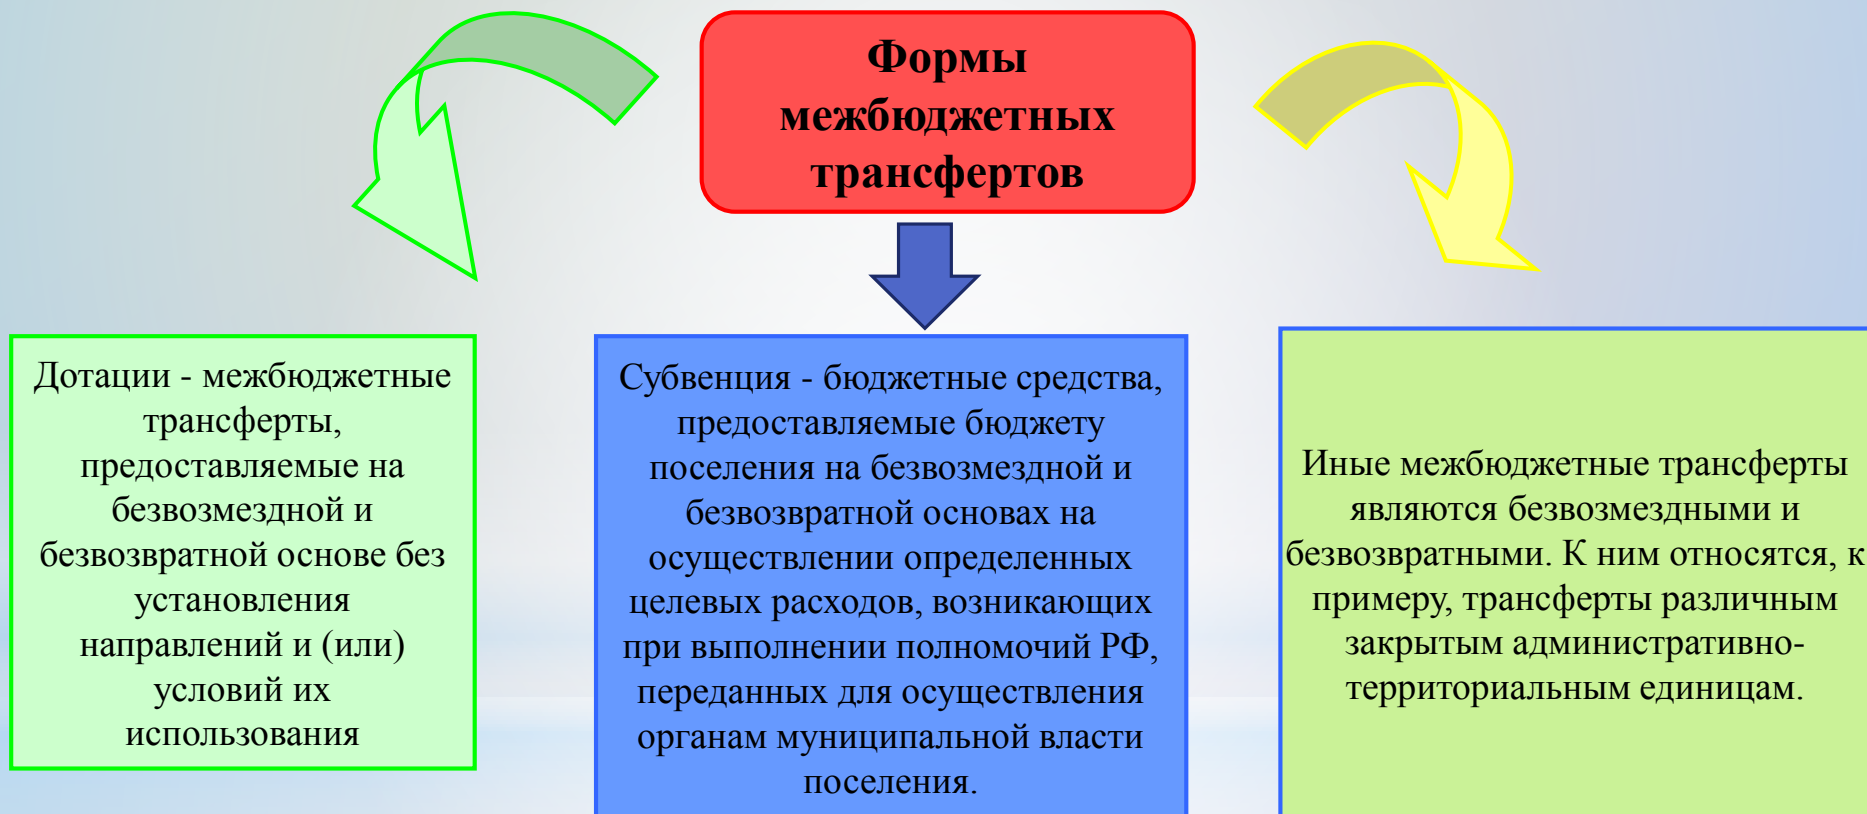 Формы
межбюджетных
трансфертов
Дотации - межбюджетные
трансферты,
предоставляемые на
безвозмездной и
безвозвратной основе без
установления
направлений и (или)
условий их
использования
Субвенция - бюджетные средства,
предоставляемые бюджету
поселения на безвозмездной и
безвозвратной основах на
осуществлении определенных
целевых расходов, возникающих
при выполнении полномочий РФ,
переданных для осуществления
органам муниципальной власти
поселения.
Иные межбюджетные трансферты
являются безвозмездными и
безвозвратными. К ним относятся, к
примеру, трансферты различным
закрытым административно-
территориальным единицам.